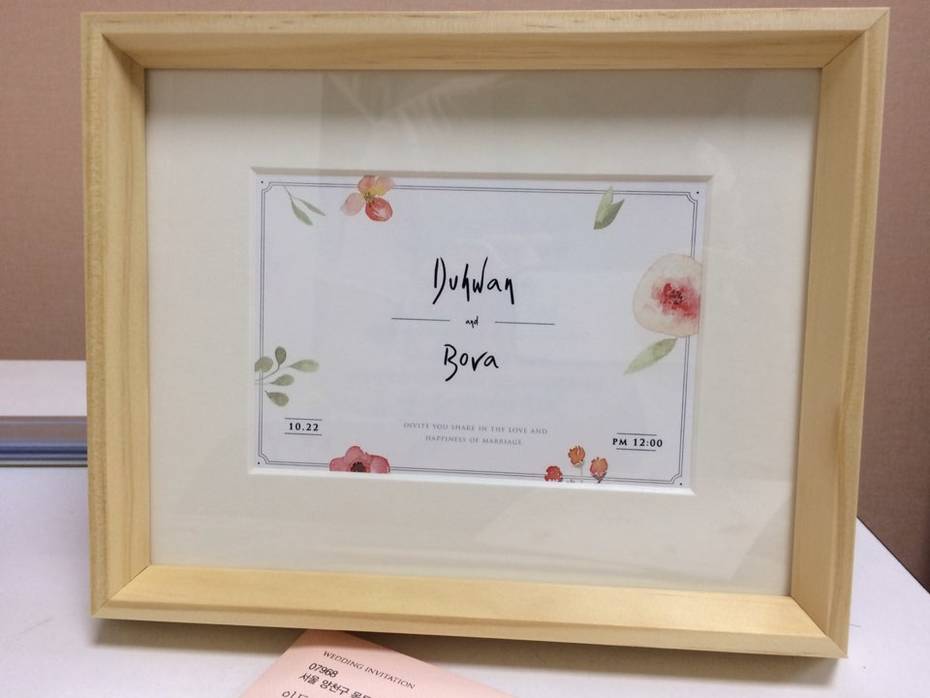 Duhwan
and
Bora
10.22
INVITE YOU SHARE IN THE LOVE AND
HAPPINESS OF MARRIAGE
PM 12:00
WEDDING INVITATION
07968
서울 양천구